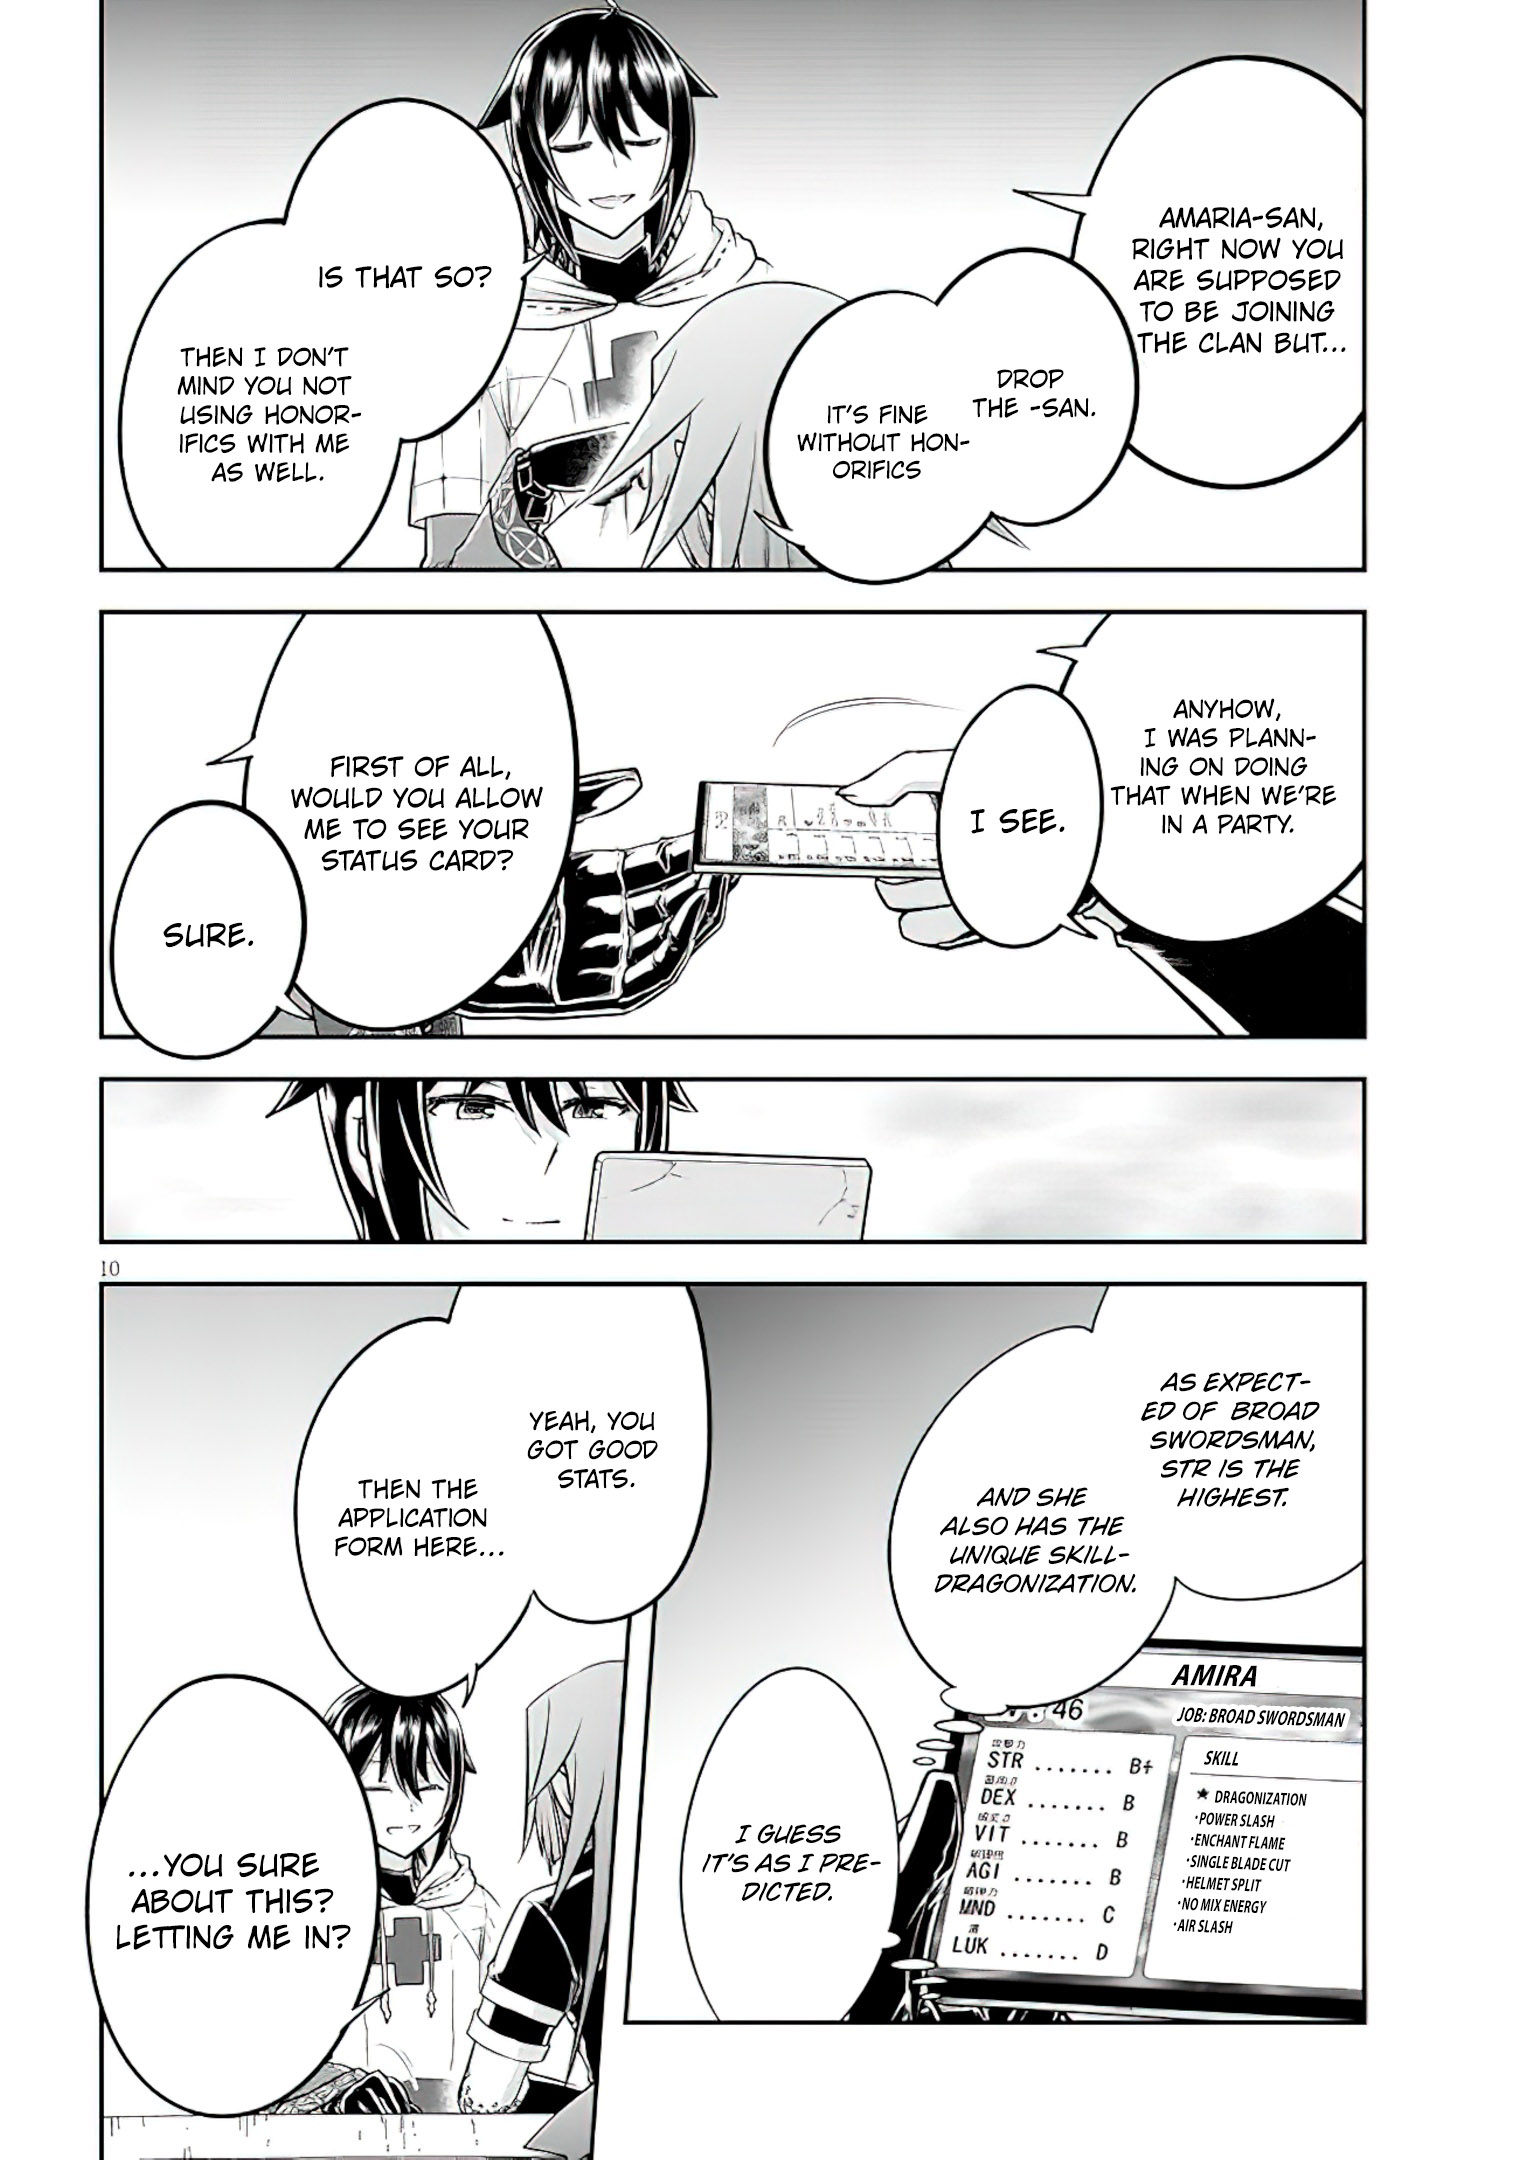 AMARIA-SAN,
RIGHT NOW YOU
ARE SUPPOSED
TO BE JOINING
THE CLAN BUT...
DROP
THE -SAN.
IT'S FINE
WITHOUT HON-
ORIFICS
IS THAT SO?
THEN I DON'T
MIND YOU NOT
USING HONOR-
IFICS WITH ME
AS WELL.
ANYHOW,
I WAS PLANN-
ING ON DOING
THAT WHEN WE'RE
IN A PARTY.
I SEE.
FIRST OF ALL,
WOULD YOU ALLOW
ME TO SEE YOUR
STATUS CARD?
SURE.
10
AS EXPECT-
ED OF BROAD
SWORDSMAN,
STR IS THE
HIGHEST.
AND SHE
ALSO HAS THE
UNIQUE SKILL-
DRAGONIZATION.
AMIRA
46
JOB: BROAD SWORDSMAN
STR ....... B+
DEX ....... B
VIT ....... B
AGI ....... B
MND ....... C
LUK ....... D
SKILL
★ DRAGONIZATION
·POWER SLASH
·ENCHANT FLAME
·SINGLE BLADE CUT
·HELMET SPLIT
·NO MIX ENERGY
·AIR SLASH
I GUESS
IT'S AS I PRE-
DICTED.
YEAH, YOU
GOT GOOD
STATS.
THEN THE
APPLICATION
FORM HERE...
...YOU SURE
ABOUT THIS?
LETTING ME IN?